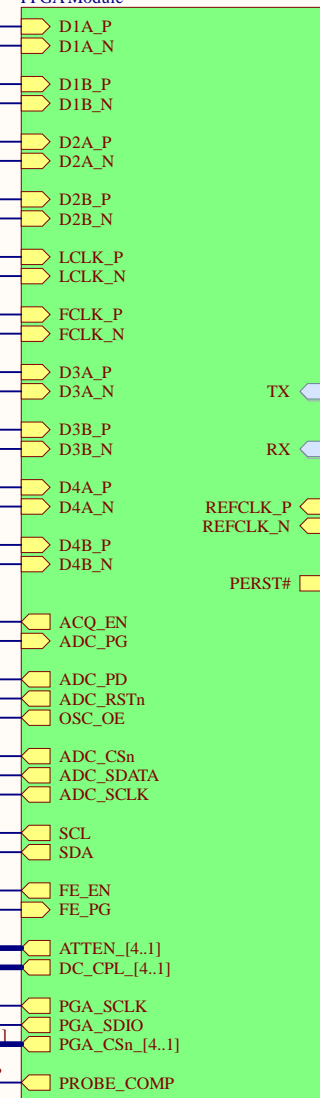 FPGA Module
D1A_P
D1A_N
D1B_P
D1B_N
D2A_P
D2A_N
D2B_P
D2B_N
LCLK_P
LCLK_N
FCLK_P
FCLK_N
D3A_P
D3A_N
TX
D3B_P
D3B_N
RX
D4A_P
D4A_N
REFCLK_P
REFCLK_N
D4B_P
D4B_N
PERST#
ACQ_EN
ADC_PG
ADC_PD
ADC_RSTn
OSC_OE
ADC_CSn
ADC_SDATA
ADC_SCLK
SCL
SDA
FE_EN
FE_PG
ATTEN_[4..1]
DC_CPL_[4..1]
PGA_SCLK
PGA_SDIO
]
PGA_CSn_[4..1]
PROBE_COMP